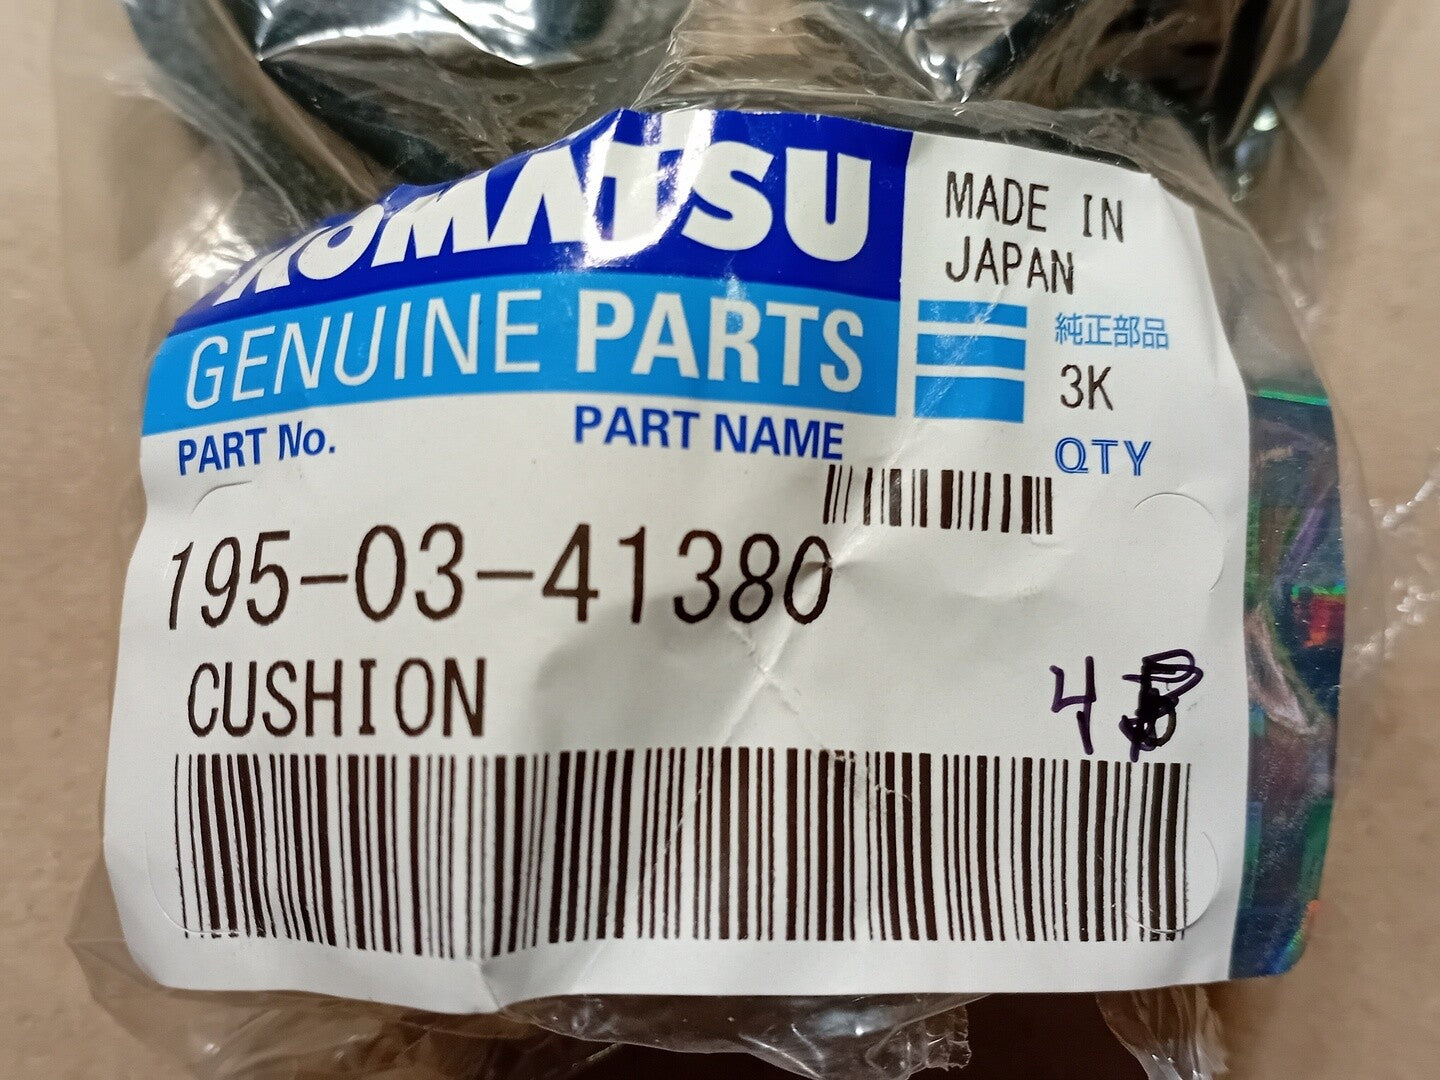 KOMATSU
GENUINE PARTS
MADE IN
JAPAN
純正部品
3K
PART No.
PART NAME
QTY
195-03-41380
CUSHION
4